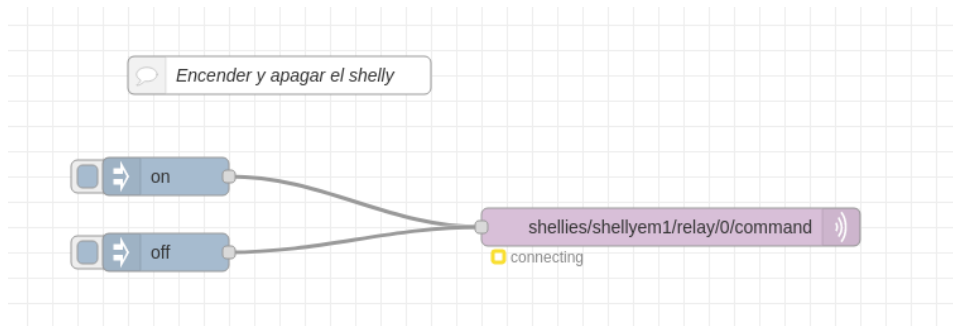 Encender y apagar el shelly
on
off
shellies/shellyem1/relay/0/command
connecting